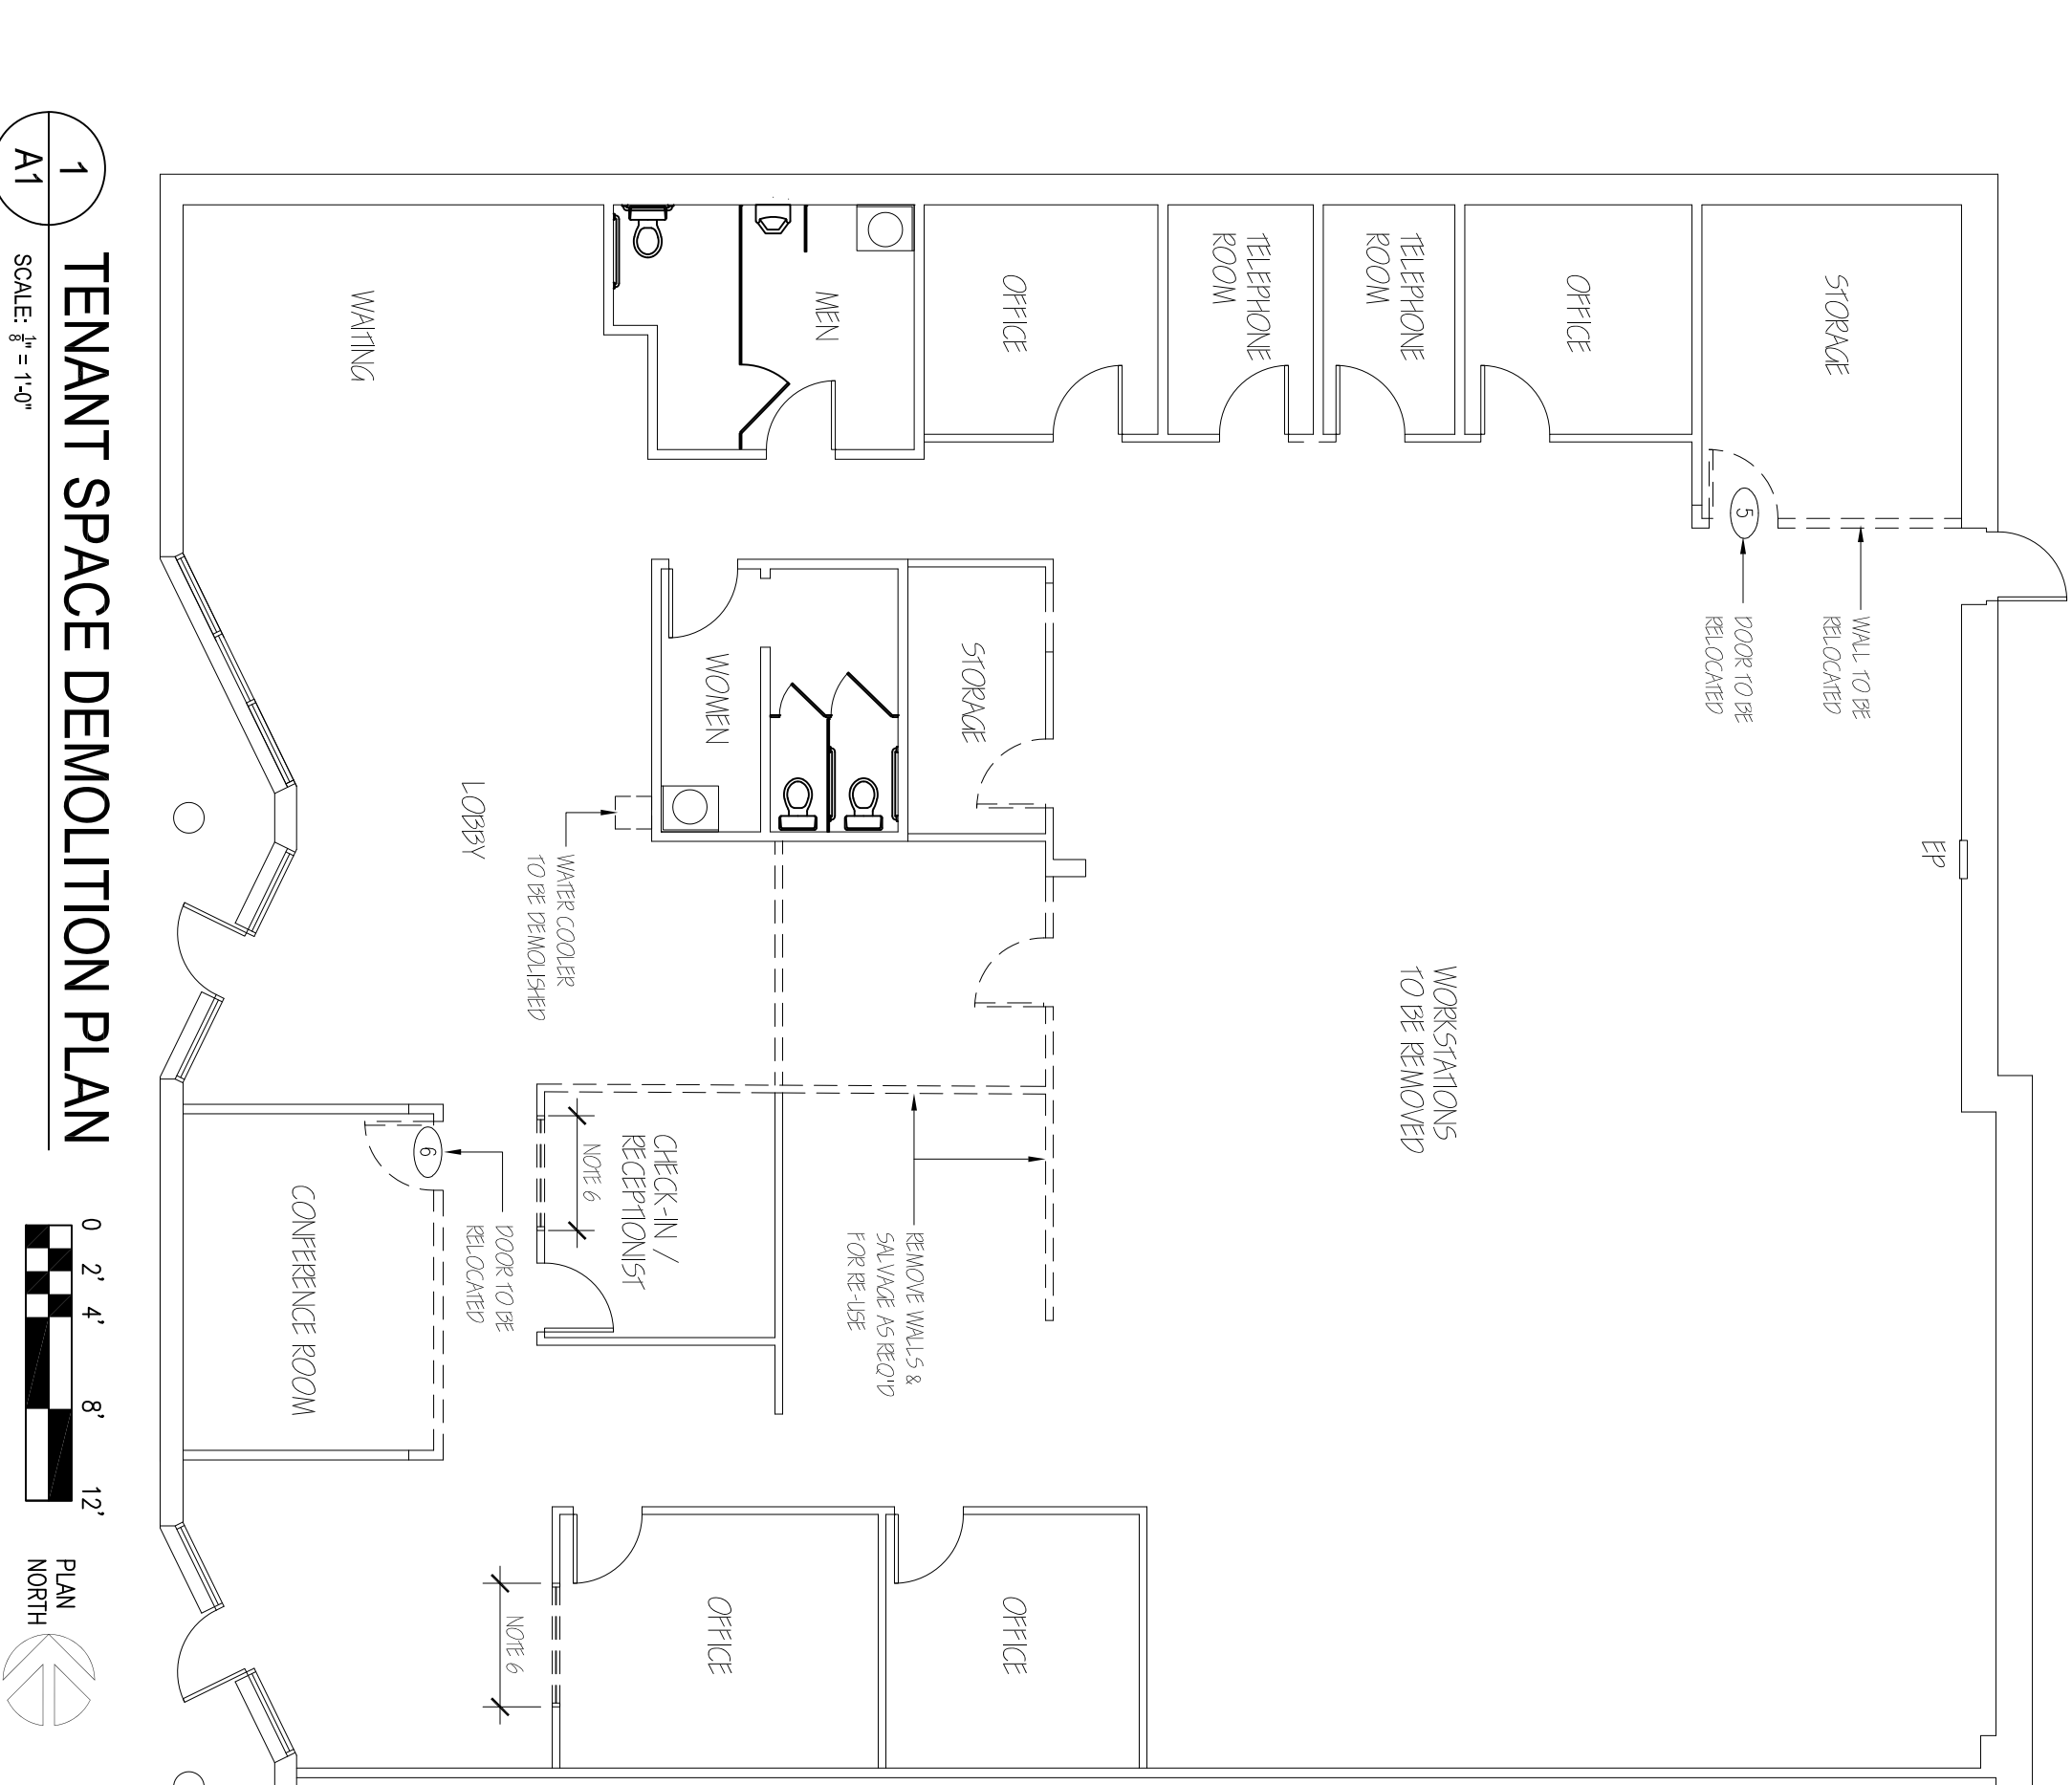 STORAGE
WALL TO BE
RELOCATED
5
DOOR TO BE
RELOCATED
EP
OFFICE
TELEPHONE
ROOM
TELEPHONE
ROOM
OFFICE
WORKSTATIONS
TO BE REMOVED
MEN
STORAGE
WOMEN
REMOVE WALLS &
SALVAGE AS REQ'D
FOR RE-USE
OFFICE
OFFICE
CHECK-IN /
RECEPTIONIST
NOTE 6
WATER COOLER
TO BE DEMOLISHED
LOBBY
WAITING
DOOR TO BE
RELOCATED
6
NOTE 6
CONFERENCE ROOM
1
A1
TENANT SPACE DEMOLITION PLAN
SCALE: 1/8" = 1'-0"
0 2' 4' 8' 12'
PLAN
NORTH